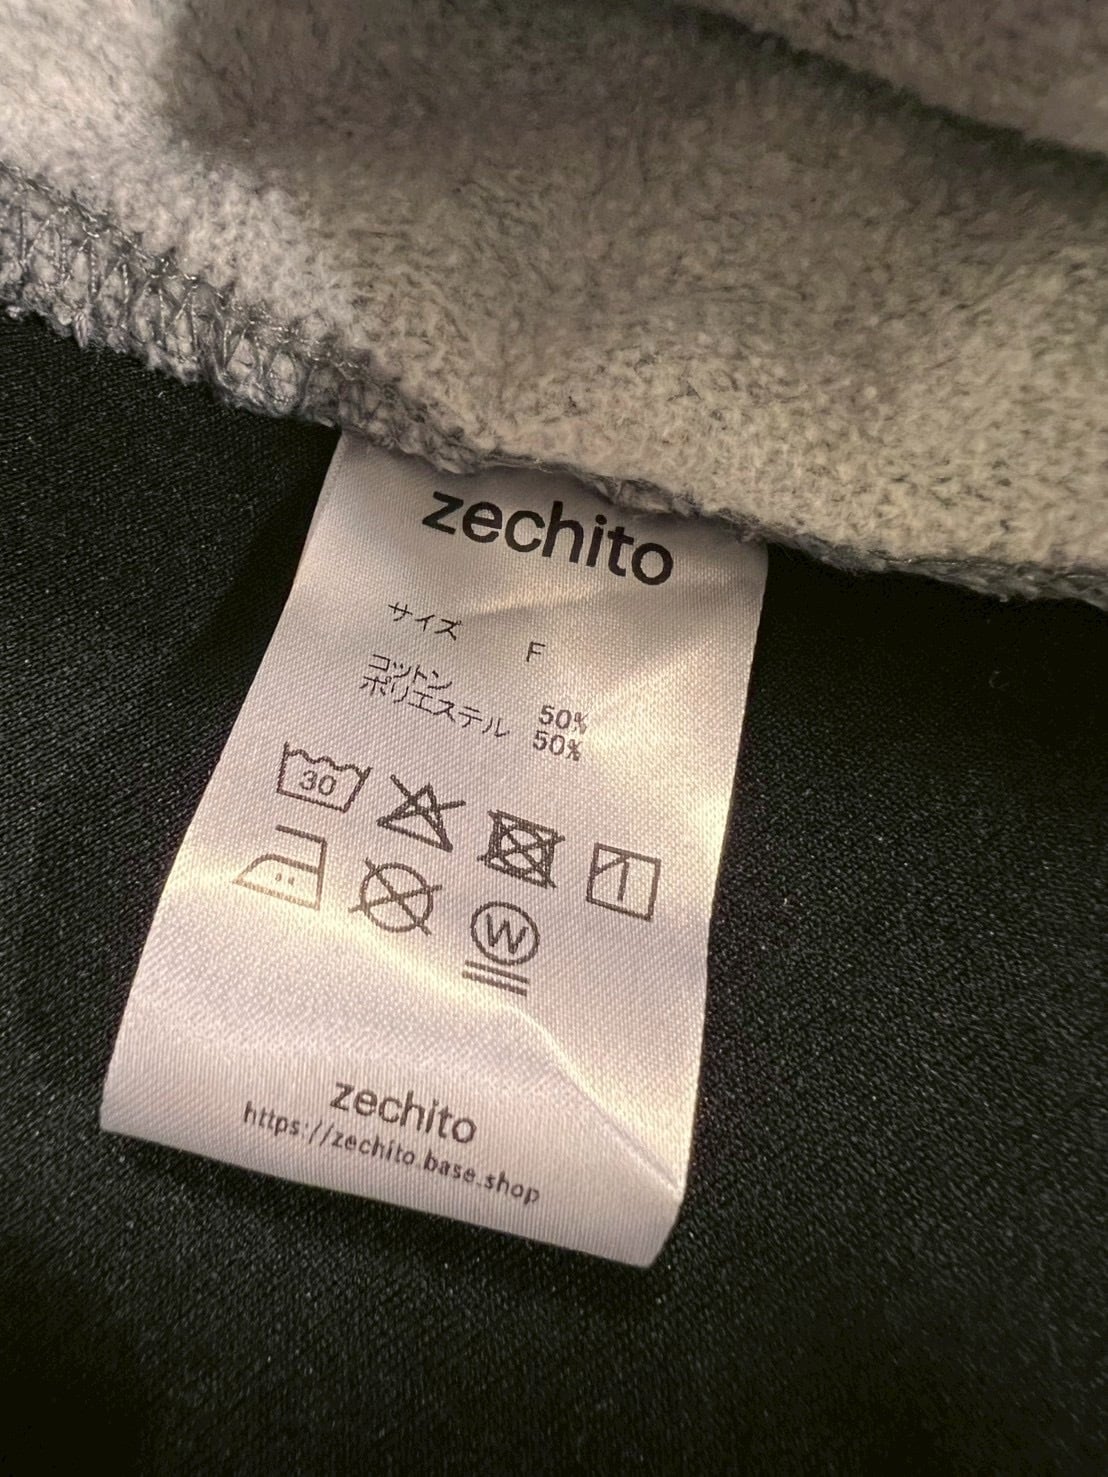 zechito
サイズ F
コットン 50%
ポリエステル 50%
30
W
zechito
https://zechito.base.shop